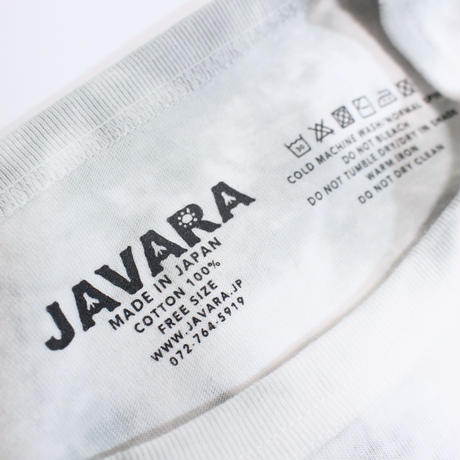 JAVARA
MADE IN JAPAN
COTTON 100%
FREE SIZE
WWW.JAVARA.JP
072-764-5919
30
COLD MACHINE WASH/NORMAL
DO NOT BLEACH
DO NOT TUMBLE DRY/DRY IN
WARM IRON
DO NOT DRY CLEAN